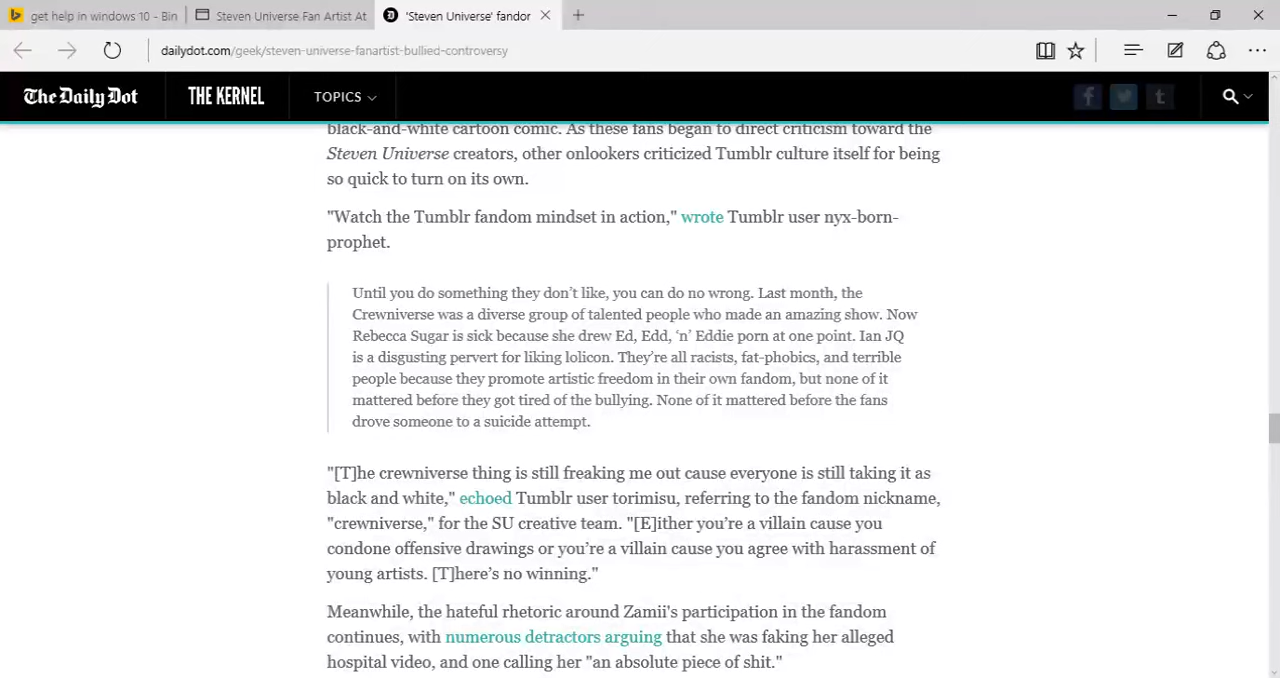 get help in windows 10 - Bin
Steven Universe Fan Artist At
'Steven Universe' fandor
dailydot.com/geek/steven-universe-fanartist-bullied-controversy
The Daily Dot
THE KERNEL
TOPICS
black-and-white cartoon comic. As these fans began to direct criticism toward the
Steven Universe creators, other onlookers criticized Tumblr culture itself for being
so quick to turn on its own.
"Watch the Tumblr fandom mindset in action," wrote Tumblr user nyx-born-
prophet.
Until you do something they don't like, you can do no wrong. Last month, the
Crewniverse was a diverse group of talented people who made an amazing show. Now
Rebecca Sugar is sick because she drew Ed, Edd, 'n' Eddie porn at one point. Ian JQ
is a disgusting pervert for liking lolicon. They're all racists, fat-phobics, and terrible
people because they promote artistic freedom in their own fandom, but none of it
mattered before they got tired of the bullying. None of it mattered before the fans
drove someone to a suicide attempt.
"[T]he crewniverse thing is still freaking me out cause everyone is still taking it as
black and white," echoed Tumblr user torimisu, referring to the fandom nickname,
"crewniverse," for the SU creative team. "[E]ither you're a villain cause you
condone offensive drawings or you're a villain cause you agree with harassment of
young artists. [T]here's no winning."
Meanwhile, the hateful rhetoric around Zamii's participation in the fandom
continues, with numerous detractors arguing that she was faking her alleged
hospital video, and one calling her "an absolute piece of shit."